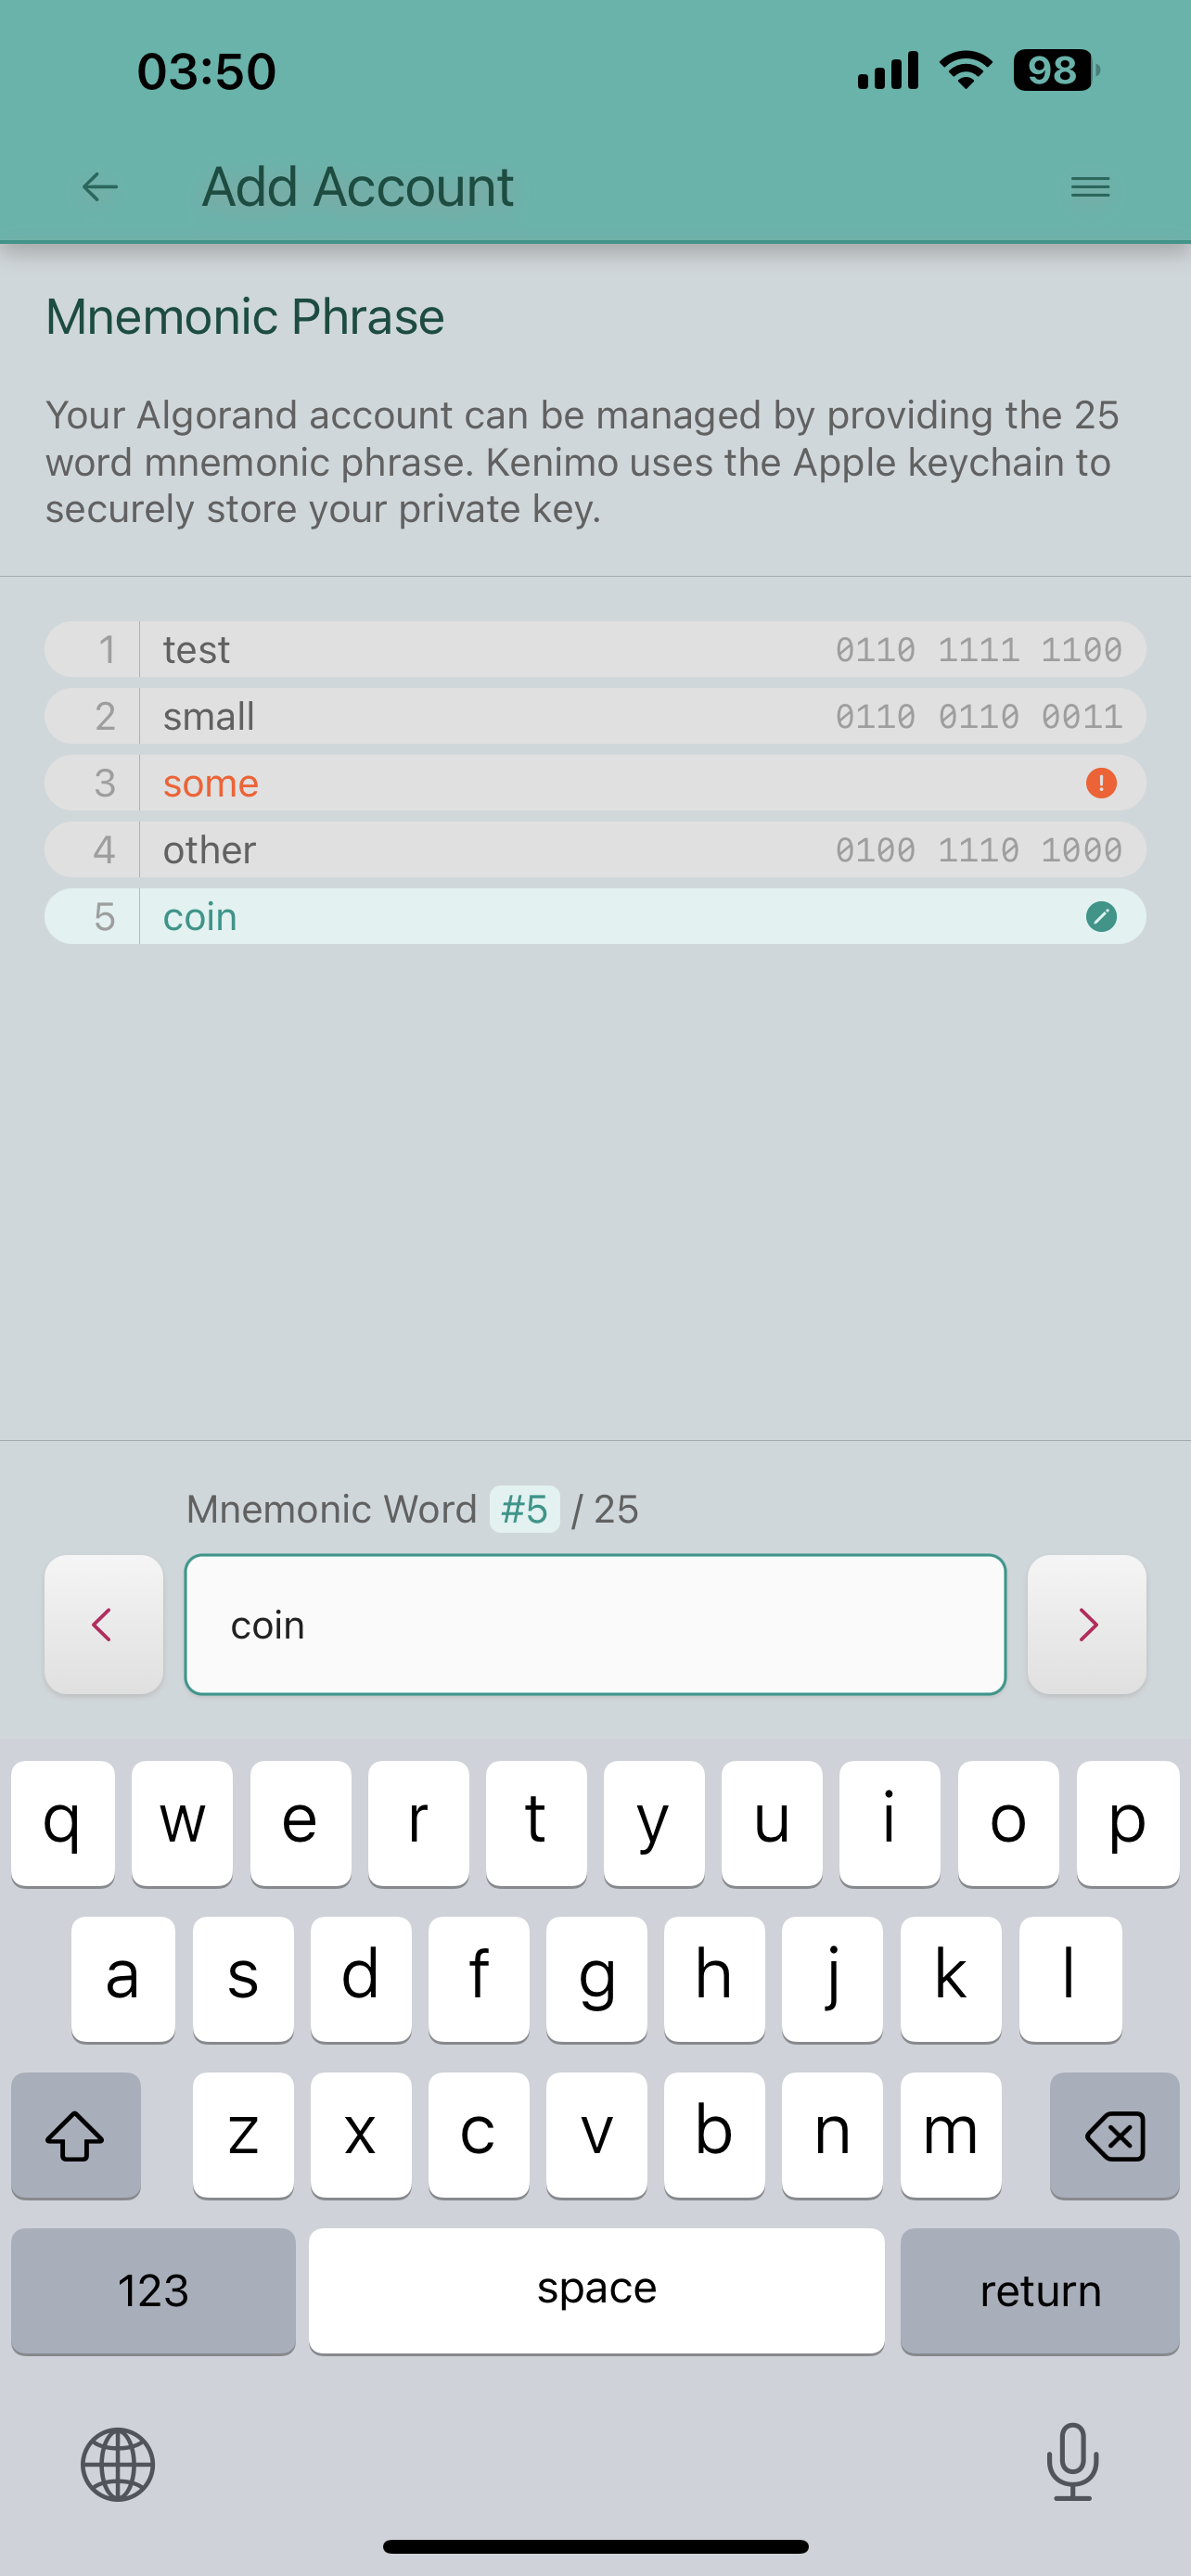 03:50
98
Add Account
Mnemonic Phrase
Your Algorand account can be managed by providing the 25
word mnemonic phrase. Kenimo uses the Apple keychain to
securely store your private key.
1 test 0110 1111 1100
2 small 0110 0110 0011
3 some !
4 other 0100 1110 1000
5 coin
Mnemonic Word #5 / 25
coin
q w e r t y u i o p
a s d f g h j k l
z x c v b n m
123 space return